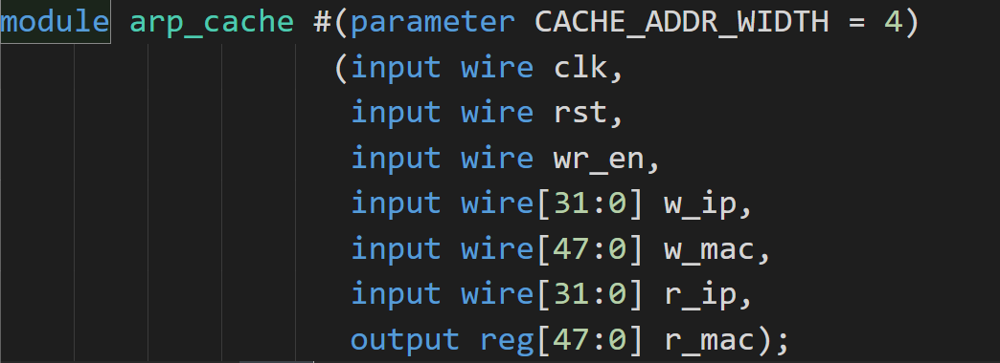 module arp_cache #(parameter CACHE_ADDR_WIDTH = 4)
(input wire clk,
input wire rst,
input wire wr_en,
input wire[31:0] w_ip,
input wire[47:0] w_mac,
input wire[31:0] r_ip,
output reg[47:0] r_mac);